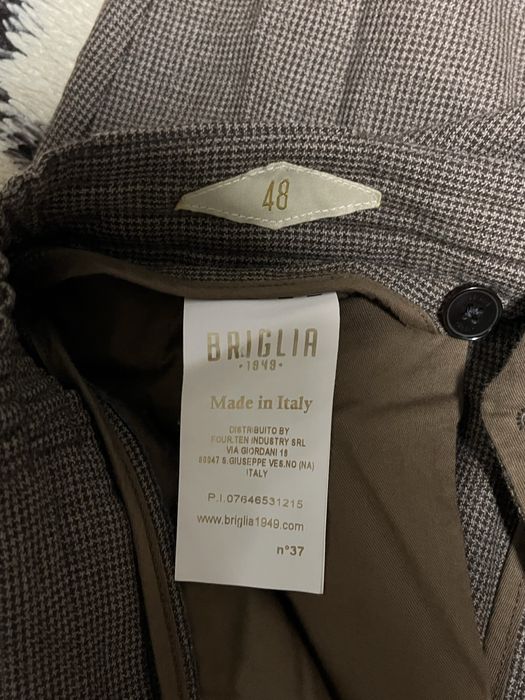 48
BRIGLIA
•1949•
Made in Italy
DISTRIBUITO BY
FOUR.TEN INDUSTRY SRL
VIA GIORDANI 18
80047 S.GIUSEPPE VES.NO (NA)
ITALY
P.I.07646531215
www.briglia1949.com
n°37